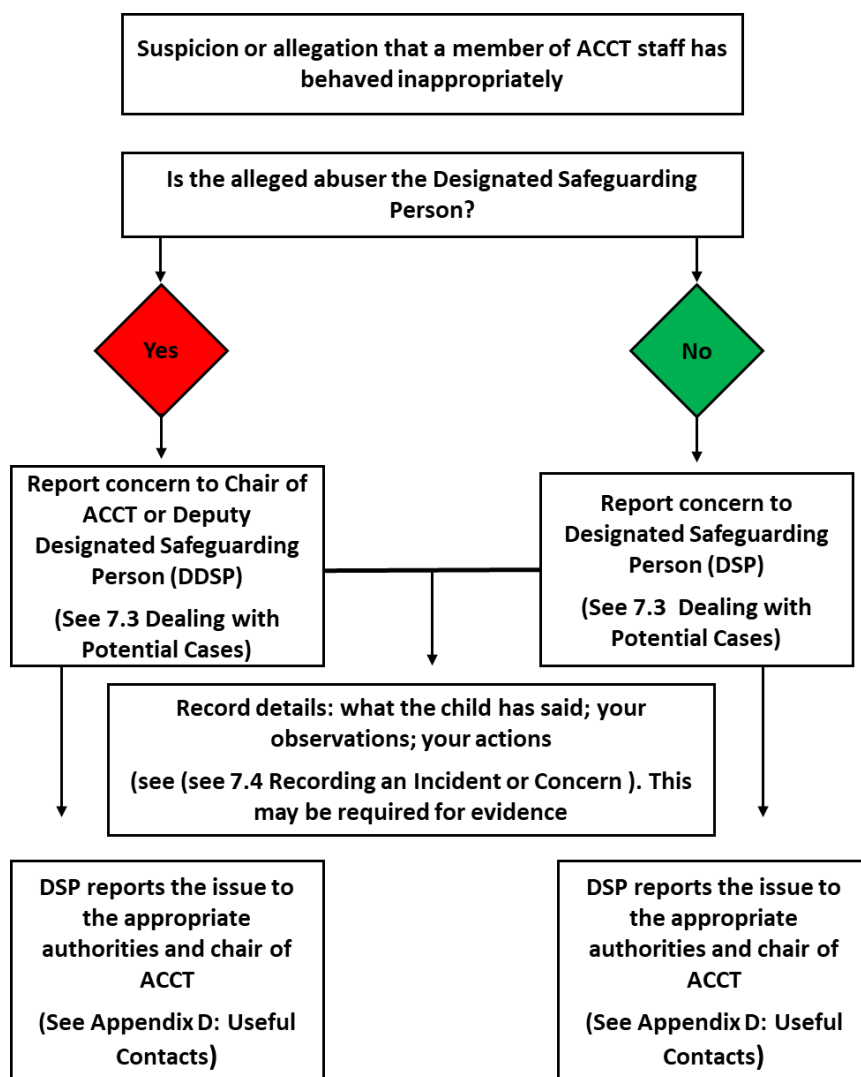 Suspicion or allegation that a member of ACCT staff has
behaved inappropriately
Is the alleged abuser the Designated Safeguarding
Person?
Yes
No
Report concern to Chair of
ACCT or Deputy
Designated Safeguarding
Person (DDSP)
(See 7.3 Dealing with
Potential Cases)
Report concern to
Designated Safeguarding
Person (DSP)
(See 7.3 Dealing with
Potential Cases)
Record details: what the child has said; your
observations; your actions
(see (see 7.4 Recording an Incident or Concern ). This
may be required for evidence
DSP reports the issue to
the appropriate
authorities and chair of
ACCT
(See Appendix D: Useful
Contacts)
DSP reports the issue to
the appropriate
authorities and chair of
ACCT
(See Appendix D: Useful
Contacts)